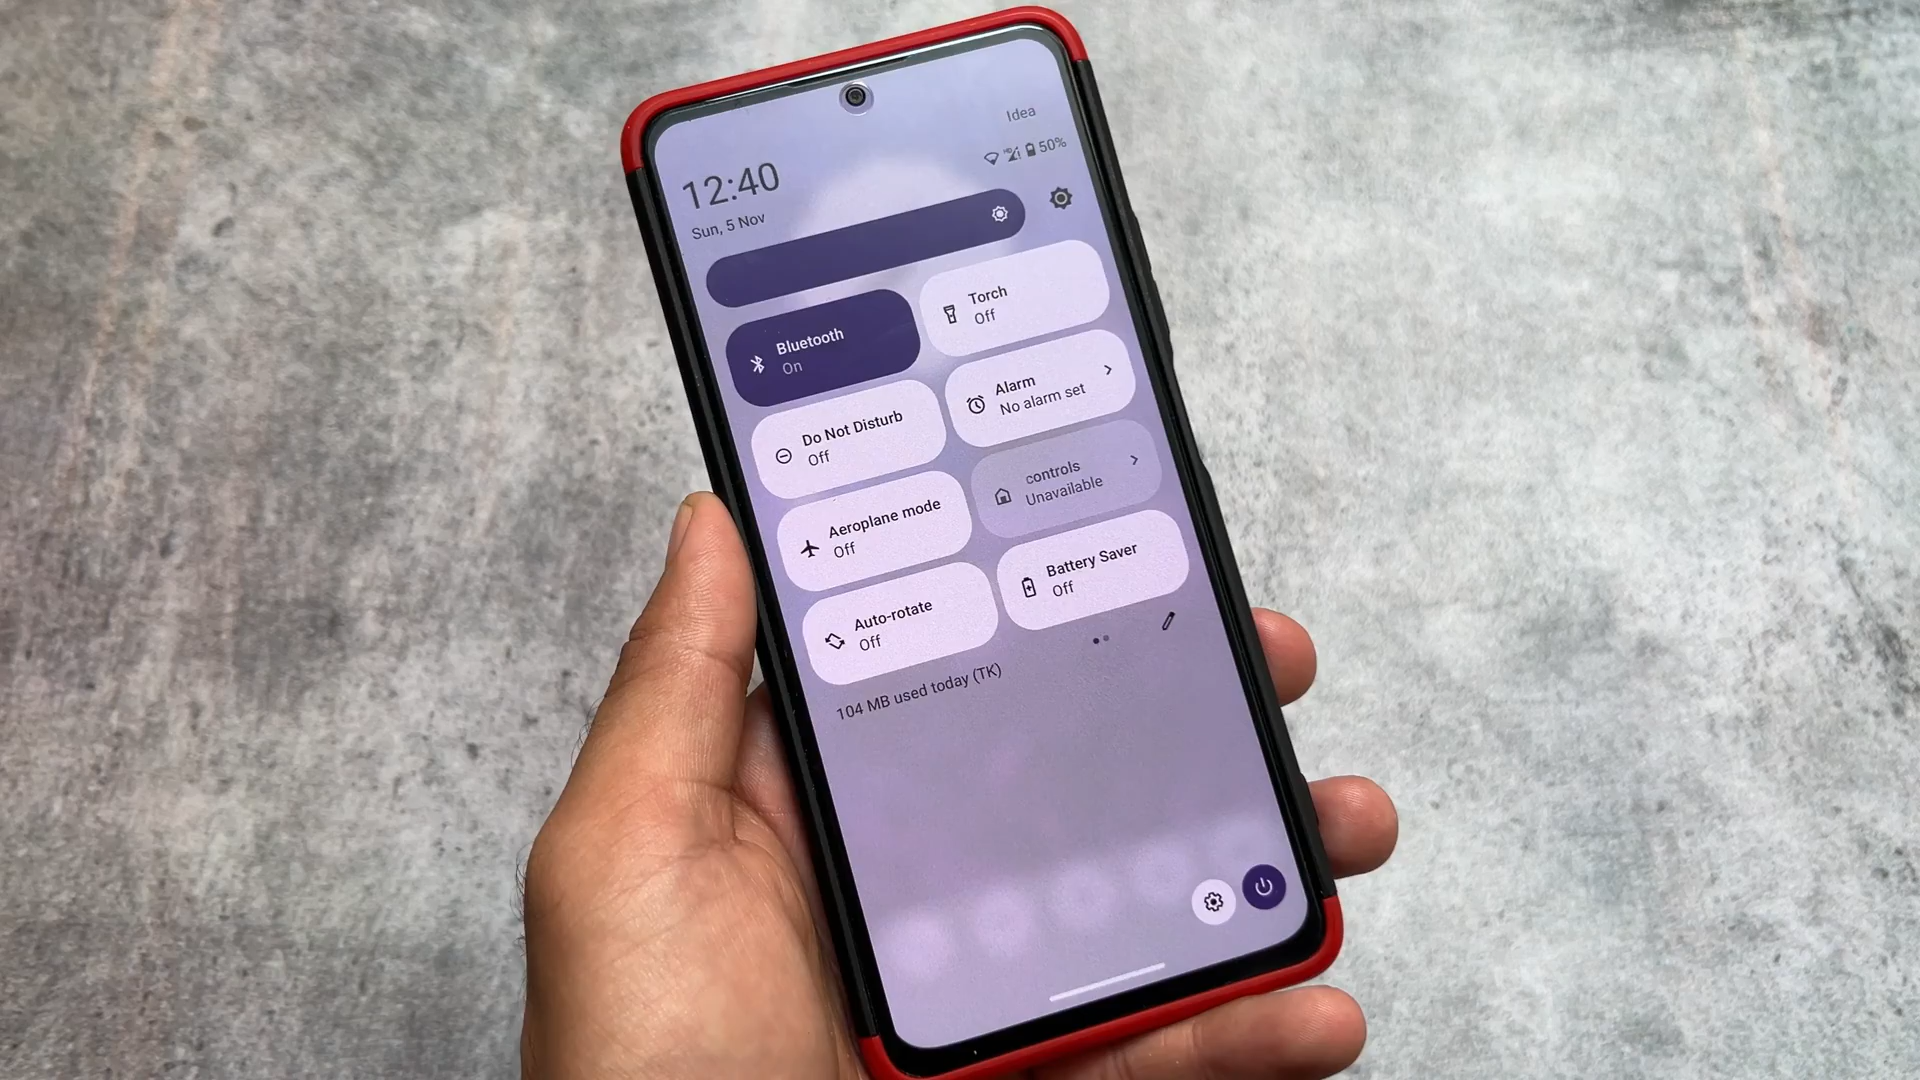 Idea
HD
50%
12:40
Sun, 5 Nov
Bluetooth
On
Torch
Off
Do Not Disturb
Off
Alarm
No alarm set
Aeroplane mode
Off
controls
Unavailable
Auto-rotate
Off
Battery Saver
Off
104 MB used today (TK)